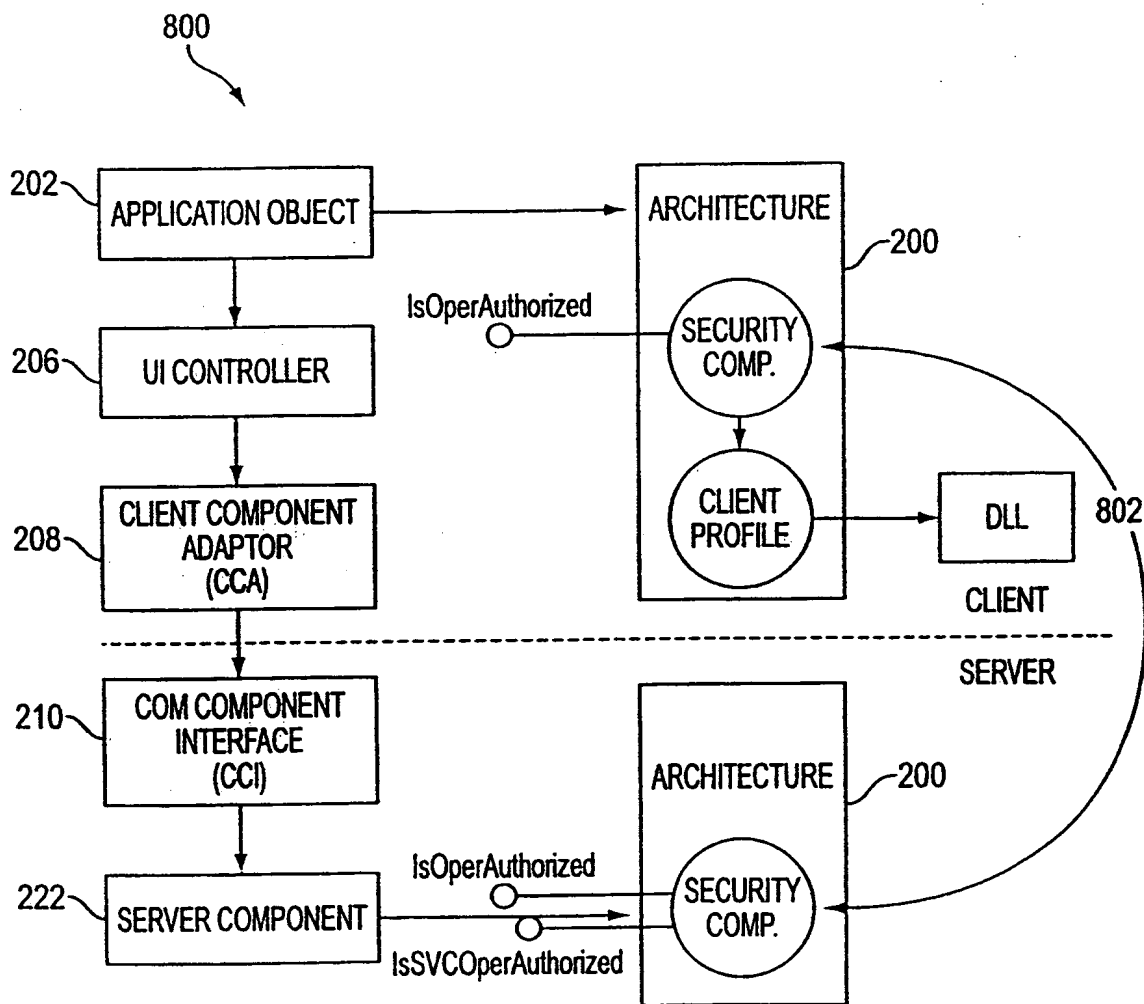 800
202
APPLICATION OBJECT
ARCHITECTURE
200
IsOperAuthorized
SECURITY
COMP.
206
UI CONTROLLER
208
CLIENT COMPONENT
ADAPTOR
(CCA)
CLIENT
PROFILE
DLL
802
CLIENT
SERVER
210
COM COMPONENT
INTERFACE
(CCI)
ARCHITECTURE
200
222
SERVER COMPONENT
IsOperAuthorized
IsSVCOperAuthorized
SECURITY
COMP.